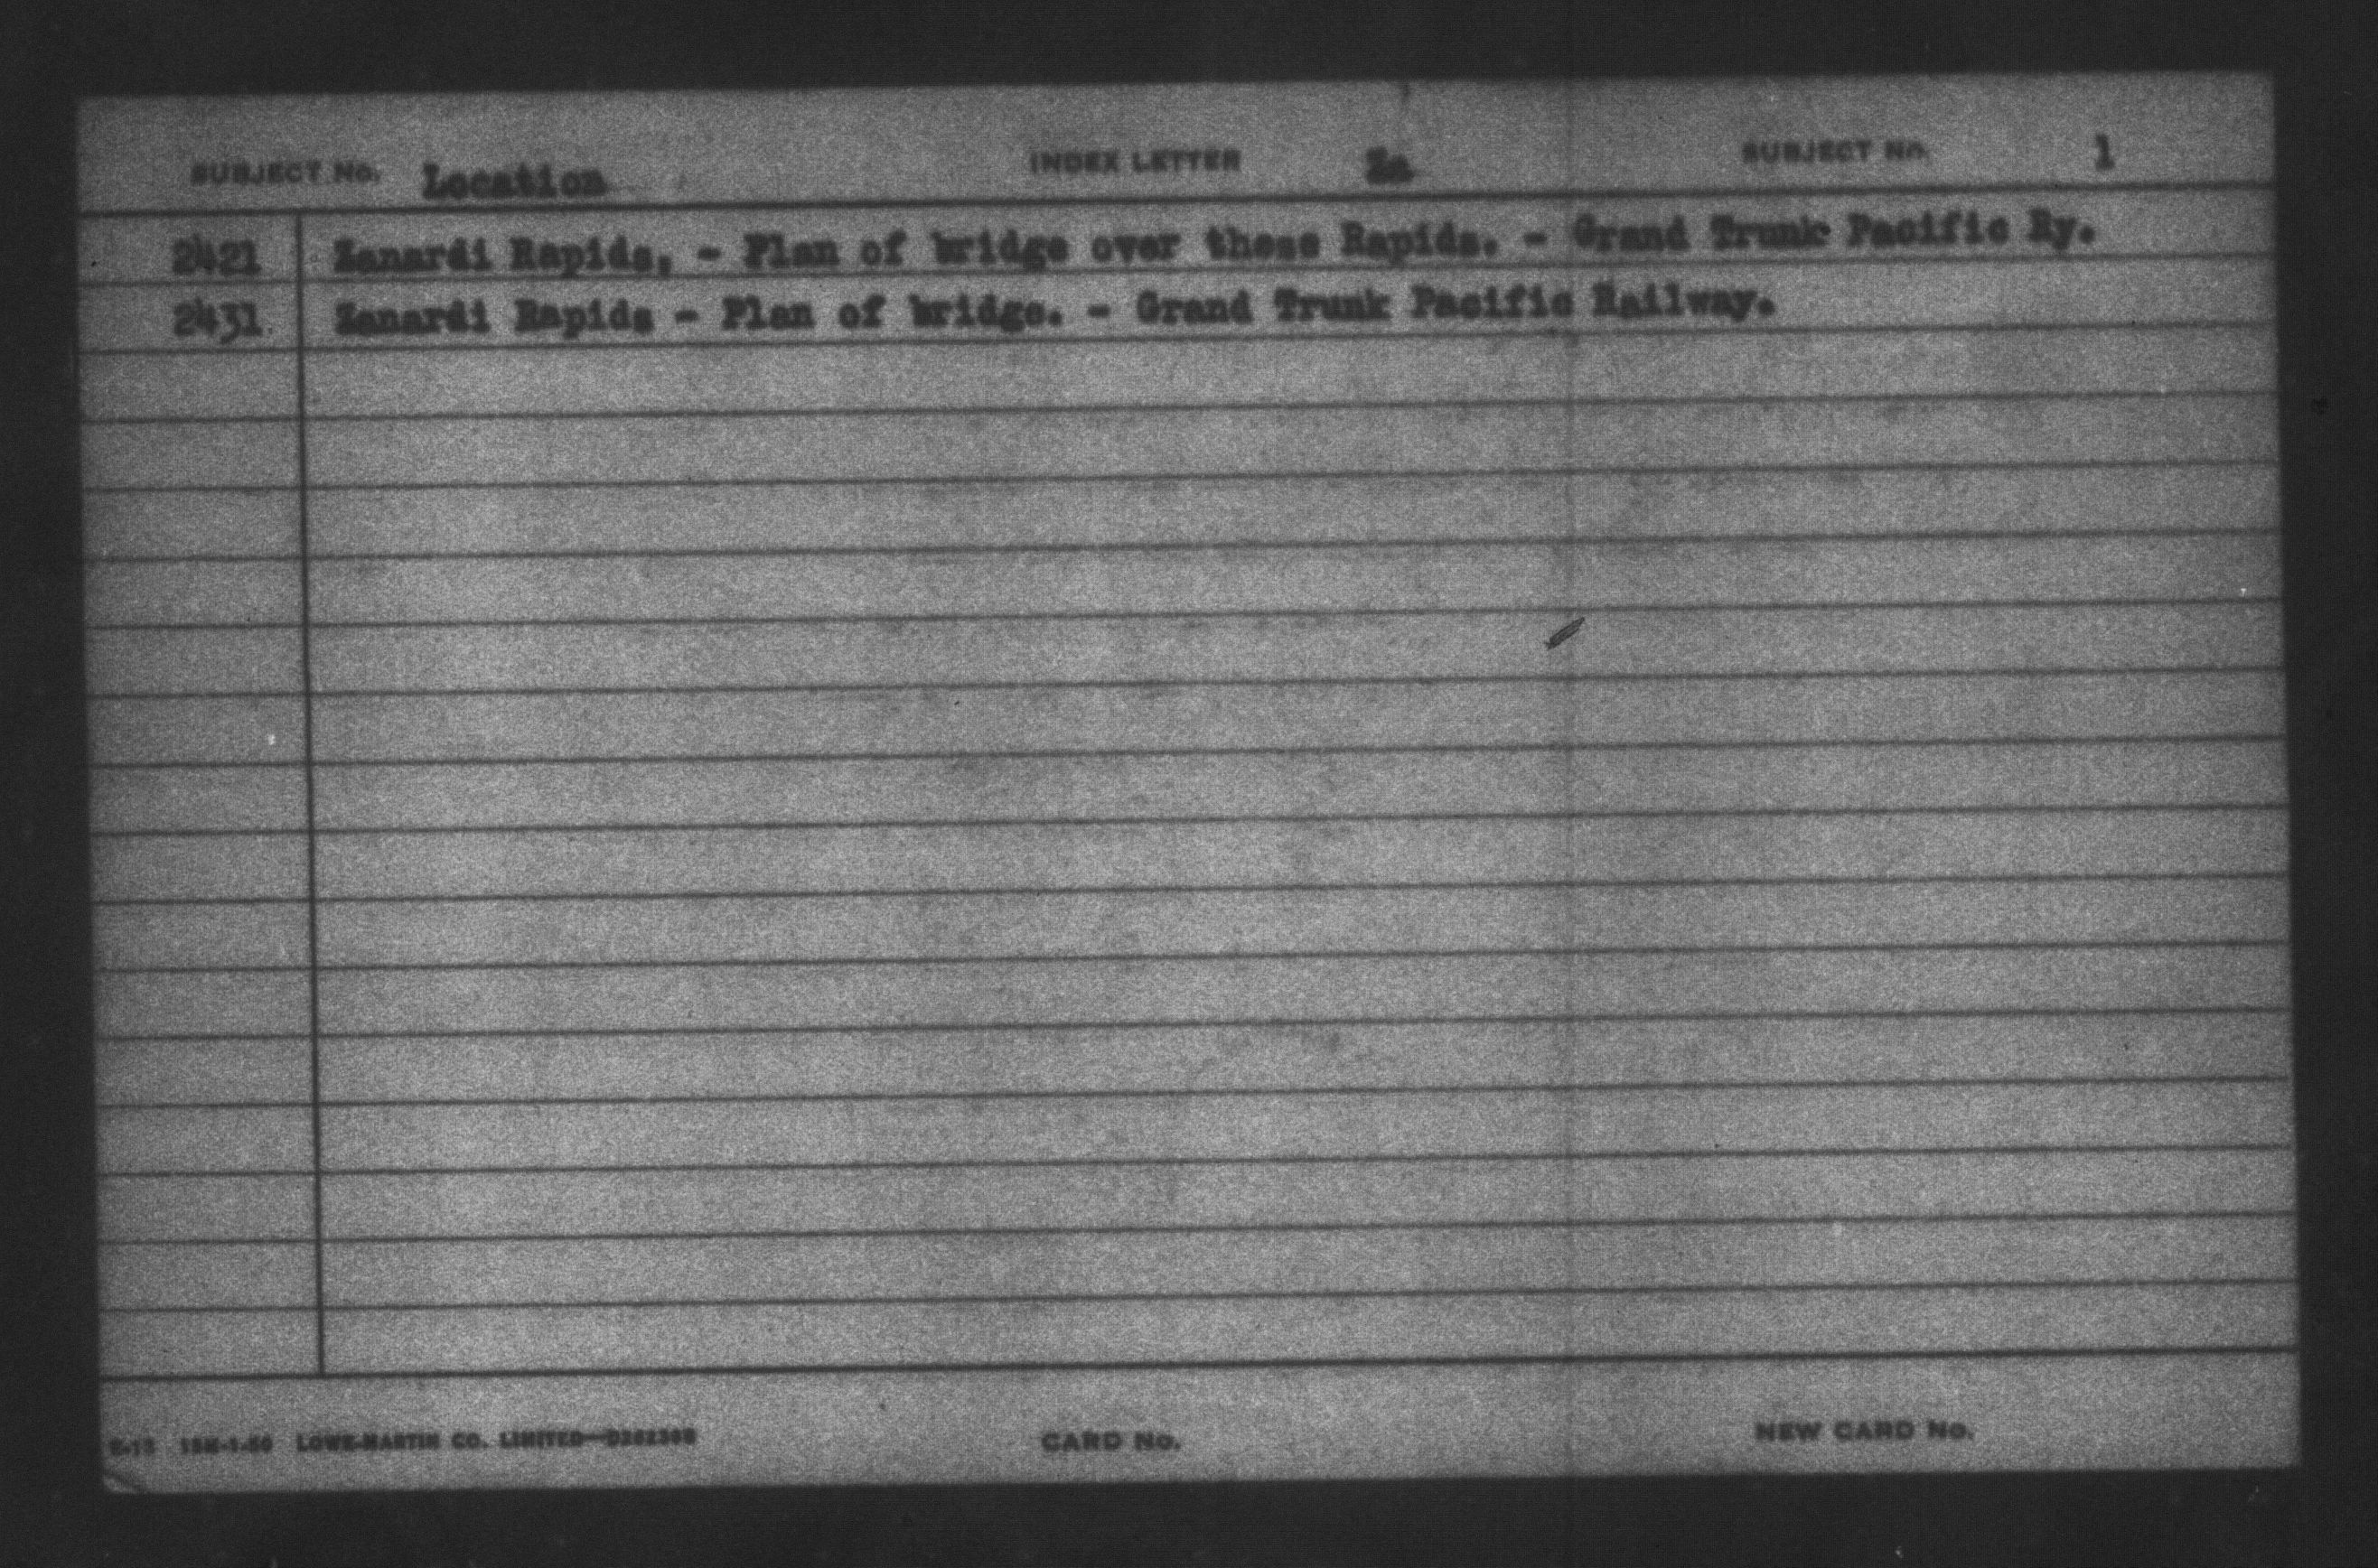 SUBJECT No. Location INDEX LETTER Za SUBJECT No. 1
2421 Zanardi Rapids, - Plan of bridge over these Rapids. - Grand Trunk Pacific Ry.
2431 Zanardi Rapids - Plan of bridge. - Grand Trunk Pacific Railway.
LOWE-MARTIN CO. LIMITED CARD No. NEW CARD No.